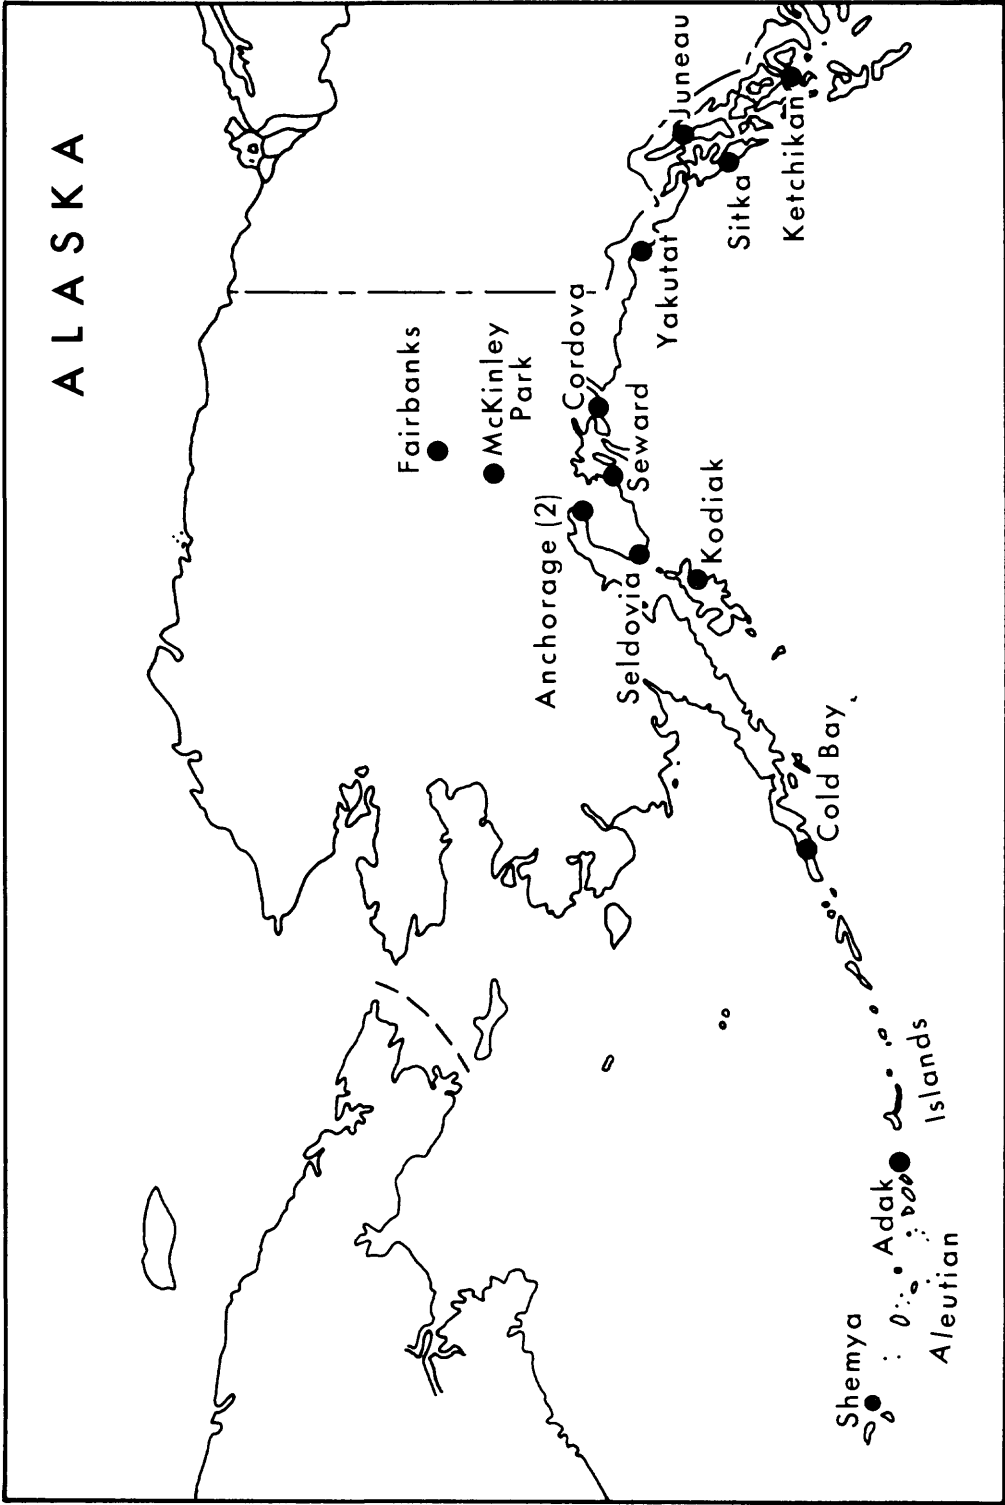 ALASKA
Fairbanks
McKinley
Park
Anchorage (2)
Cordova
Seward
Seldovia
Kodiak
Yakutat
Juneau
Sitka
Ketchikan
Cold Bay
Shemya
Adak
Aleutian
Islands